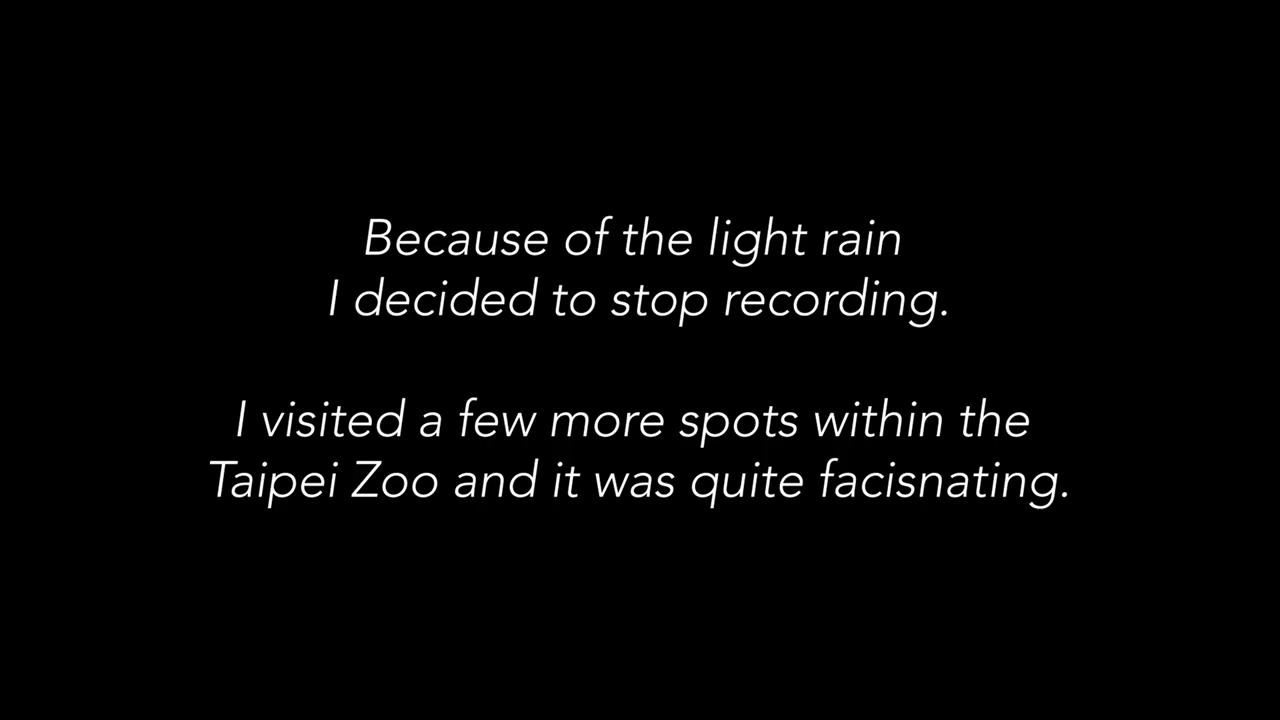 Because of the light rain
I decided to stop recording.
I visited a few more spots within the
Taipei Zoo and it was quite facisnating.